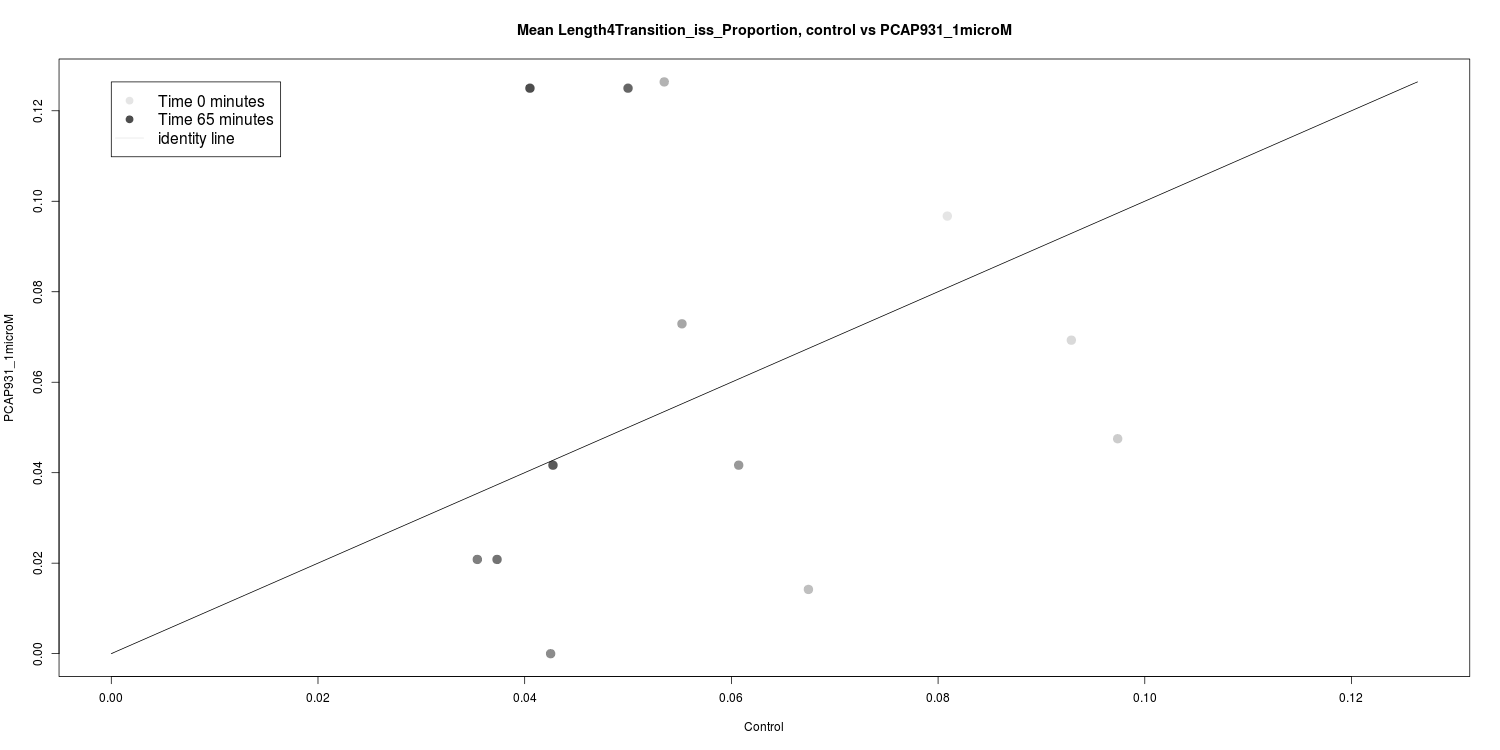 Mean Length4Transition_iss_Proportion, control vs PCAP931_1microM
Time 0 minutes
Time 65 minutes
identity line
PCAP931_1microM
0.12
0.10
0.08
0.06
0.04
0.02
0.00
0.00 0.02 0.04 0.06 0.08 0.10 0.12
Control